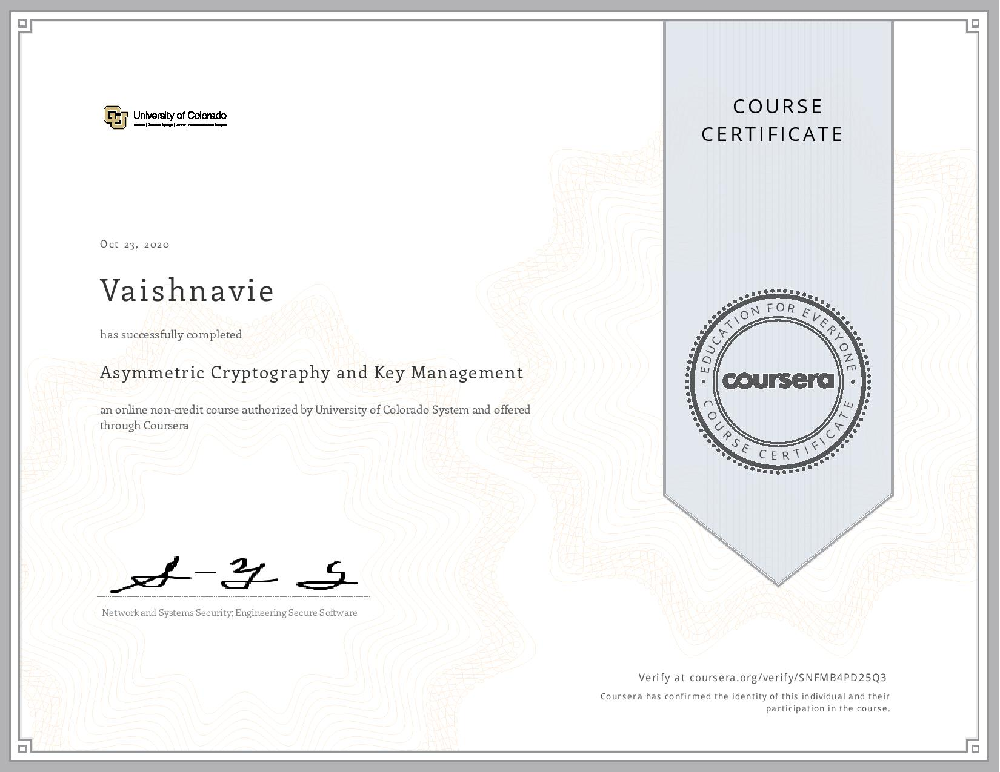 University of Colorado
COURSE
CERTIFICATE
Oct 23, 2020
Vaishnavie
has successfully completed
Asymmetric Cryptography and Key Management
an online non-credit course authorized by University of Colorado System and offered
through Coursera
EDUCATION FOR EVERYONE
coursera
COURSE CERTIFICATE
Network and Systems Security; Engineering Secure Software
Verify at coursera.org/verify/SNFMB4PD25Q3
Coursera has confirmed the identity of this individual and their
participation in the course.